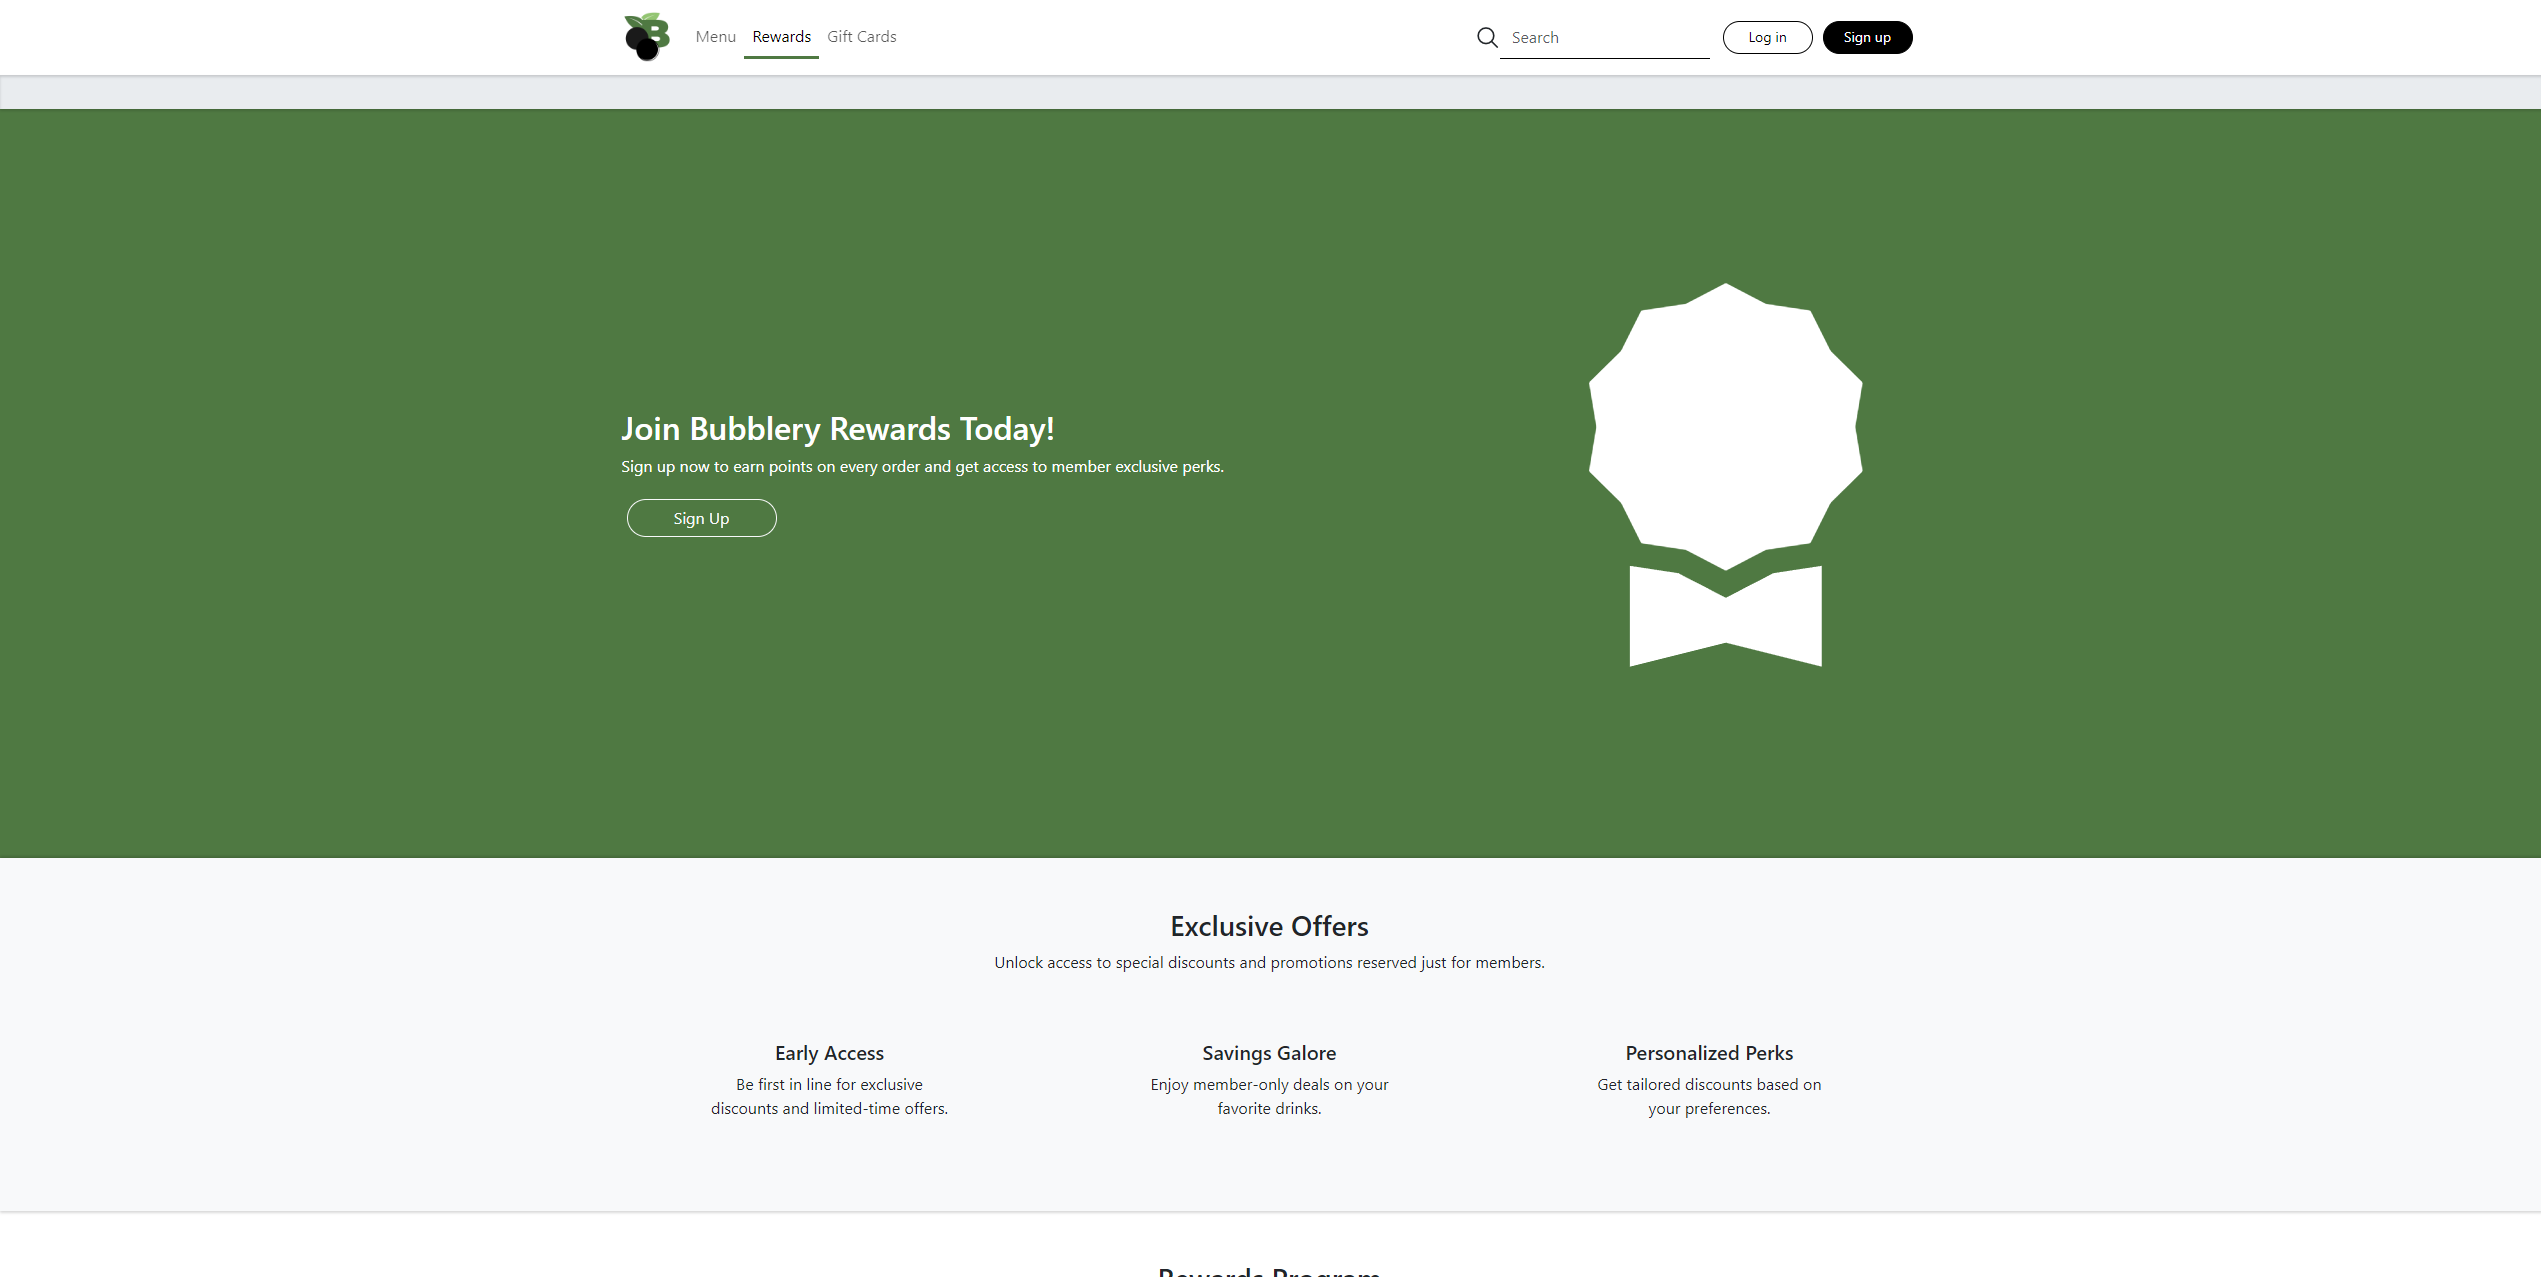 B
Menu Rewards Gift Cards Search Log in Sign up
Join Bubblery Rewards Today!
Sign up now to earn points on every order and get access to member exclusive perks.
Sign Up
Exclusive Offers
Unlock access to special discounts and promotions reserved just for members.
Early Access
Be first in line for exclusive
discounts and limited-time offers.
Savings Galore
Enjoy member-only deals on your
favorite drinks.
Personalized Perks
Get tailored discounts based on
your preferences.
Rewards Program